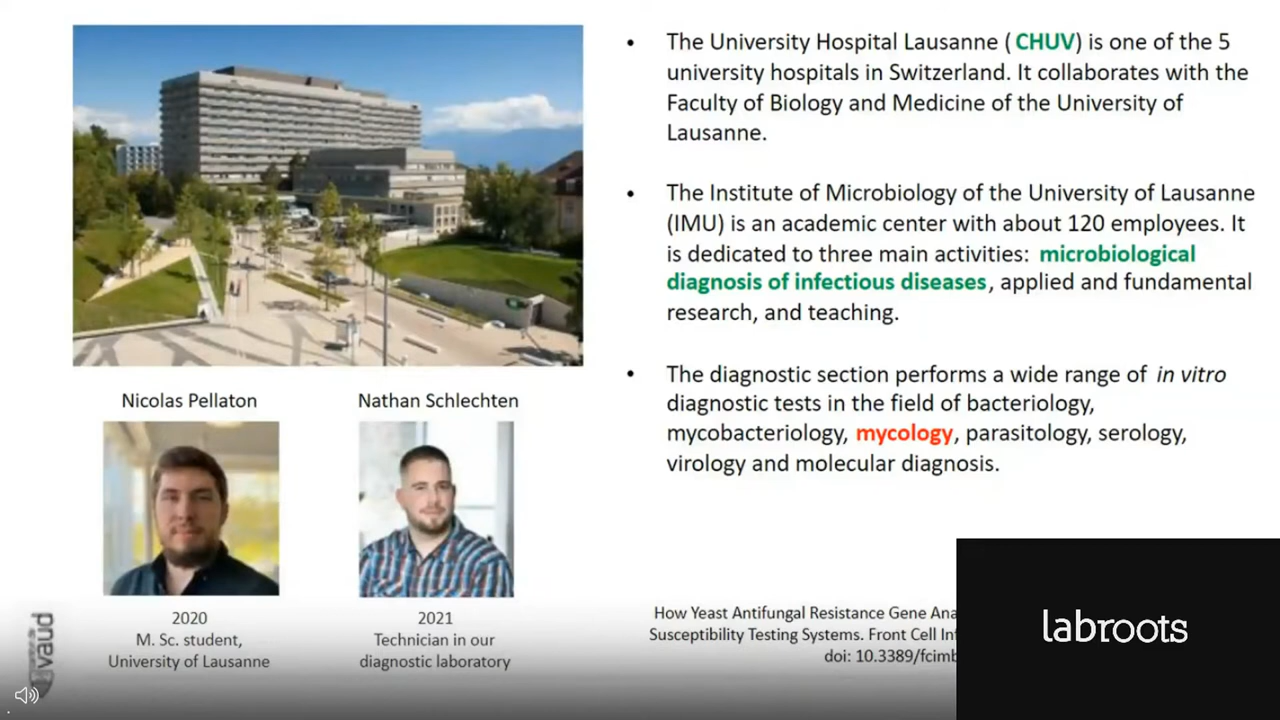 The University Hospital Lausanne ( CHUV) is one of the 5
university hospitals in Switzerland. It collaborates with the
Faculty of Biology and Medicine of the University of
Lausanne.
The Institute of Microbiology of the University of Lausanne
(IMU) is an academic center with about 120 employees. It
is dedicated to three main activities: microbiological
diagnosis of infectious diseases, applied and fundamental
research, and teaching.
The diagnostic section performs a wide range of in vitro
diagnostic tests in the field of bacteriology,
mycobacteriology, mycology, parasitology, serology,
virology and molecular diagnosis.
Nicolas Pellaton
Nathan Schlechten
2020
M. Sc. student,
University of Lausanne
2021
Technician in our
diagnostic laboratory
How Yeast Antifungal Resistance Gene Ana
Susceptibility Testing Systems. Front Cell Inf
doi: 10.3389/fcimb
labroots
vaud